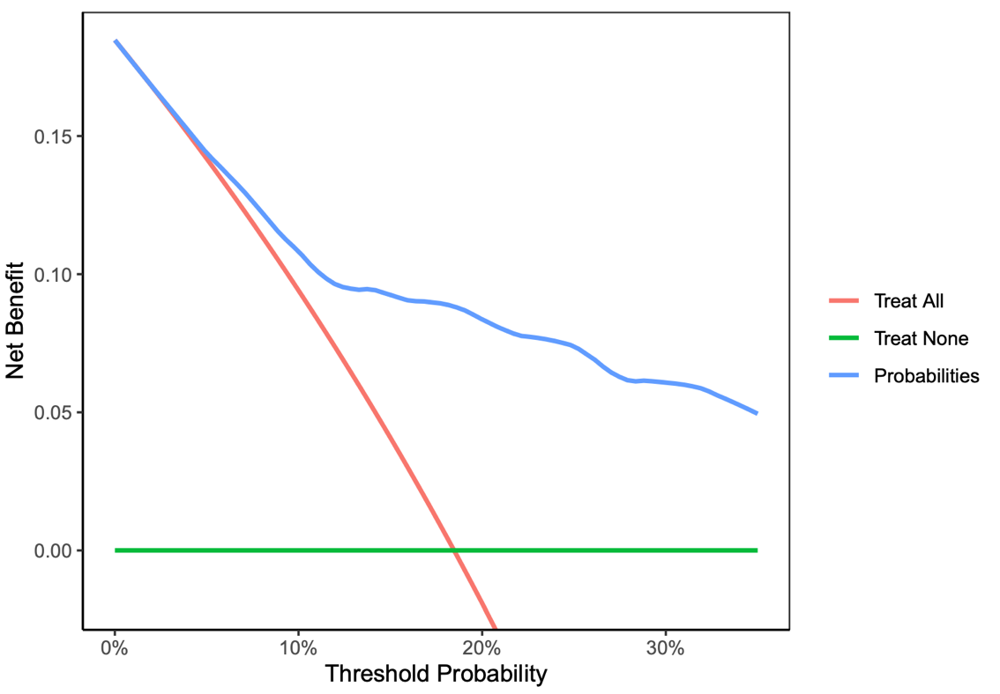 Net Benefit
0.15
0.10
0.05
0.00
0%
10%
20%
30%
Threshold Probability
Treat All
Treat None
Probabilities